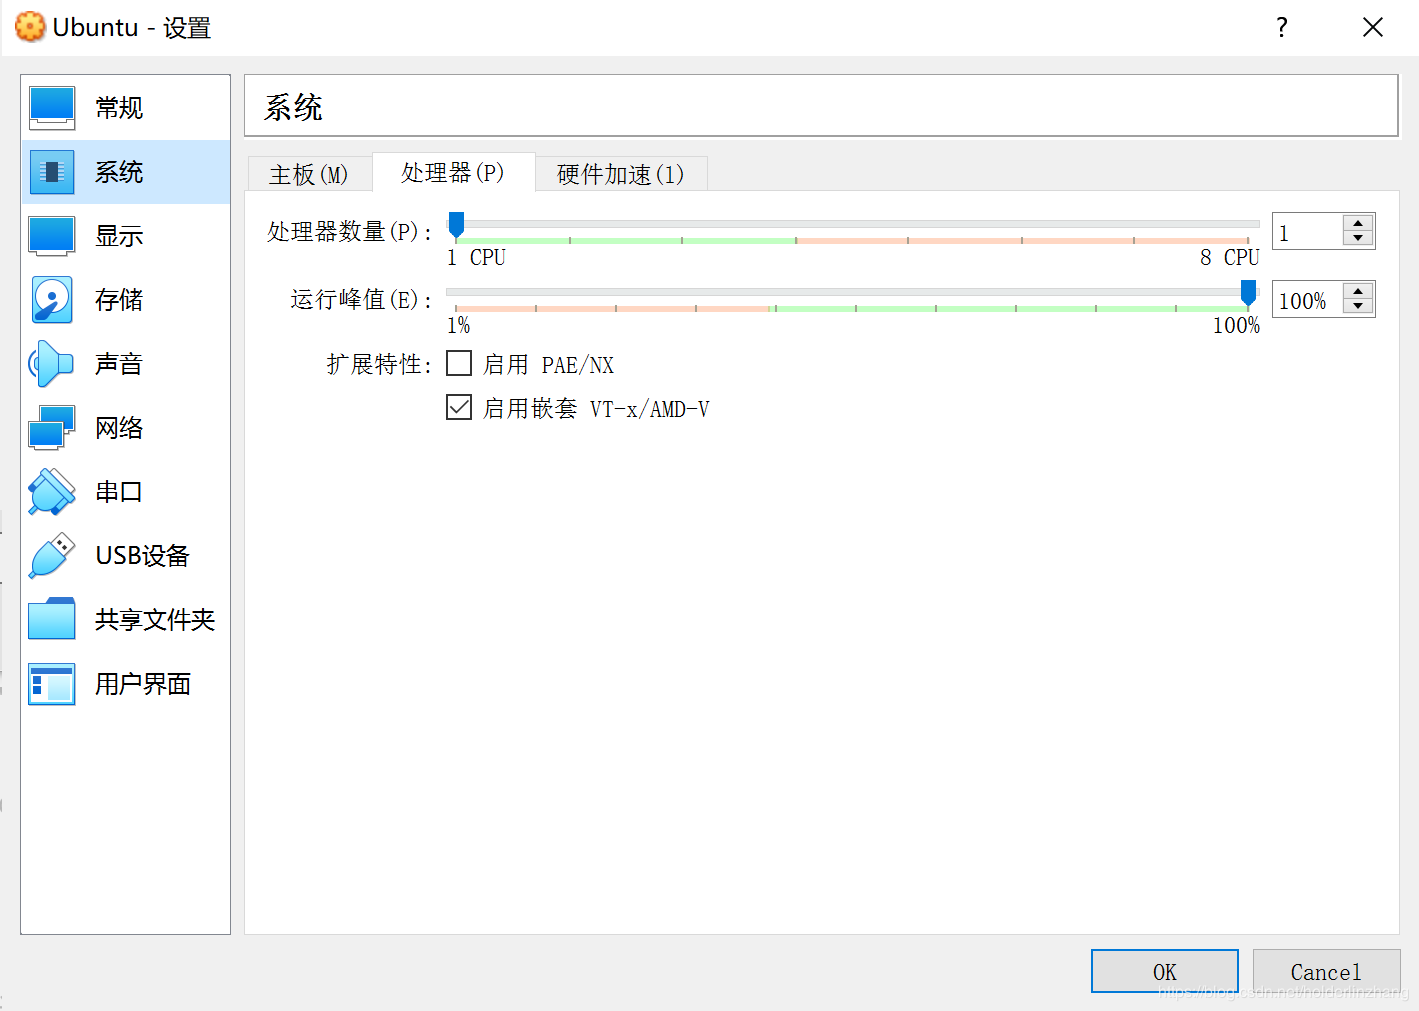 Ubuntu - 设置
?
常规
系统
显示
存储
声音
网络
串口
USB设备
共享文件夹
用户界面
系统
主板(M) 处理器(P) 硬件加速(l)
处理器数量(P): 1
1 CPU 8 CPU
运行峰值(E): 100%
1% 100%
扩展特性: 启用 PAE/NX
启用嵌套 VT-x/AMD-V
OK Cancel
https://blog.csdn.net/holderlinzhang